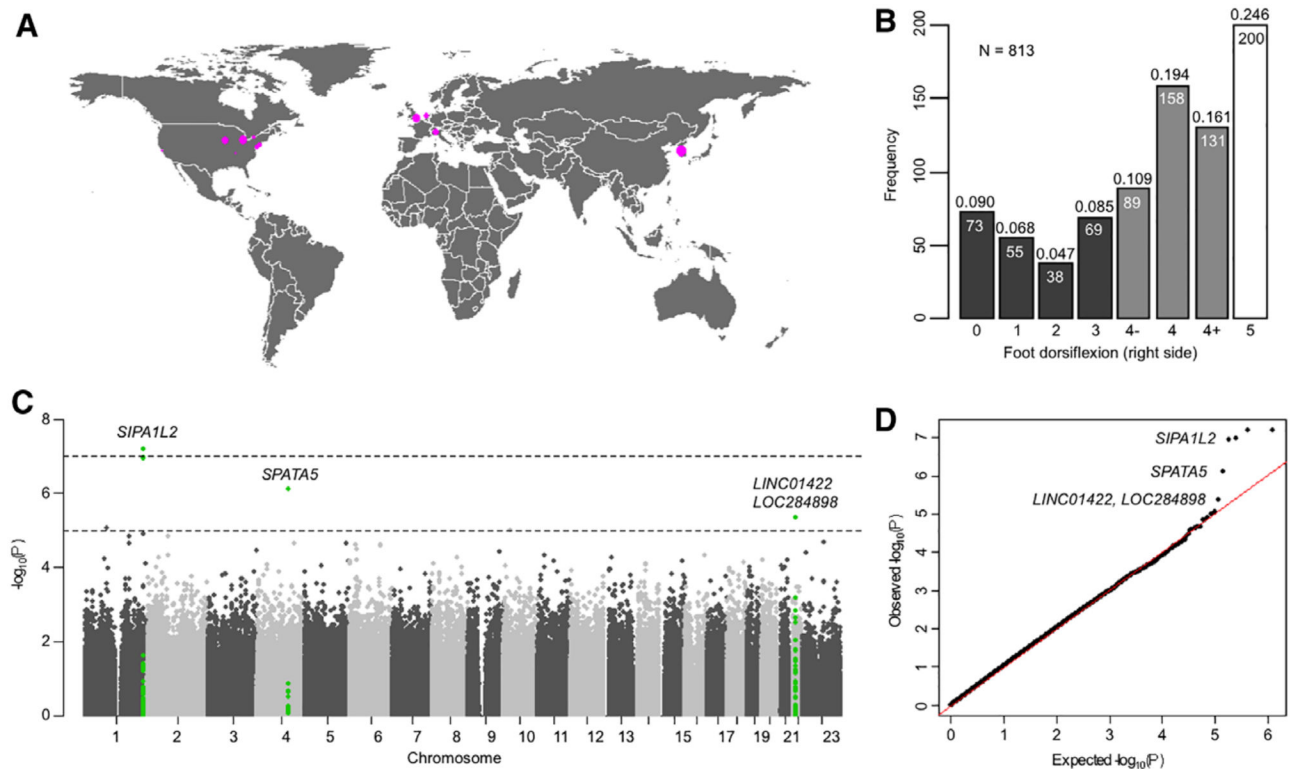 A
B
N = 813
Frequency
200
150
100
50
0
0.090
73
0.068
55
0.047
38
0.085
69
0.109
89
0.194
158
0.161
131
0.246
200
0 1 2 3 4- 4 4+ 5
Foot dorsiflexion (right side)
C
-log10(P)
8
6
4
2
0
SIPA1L2
SPATA5
LINC01422
LOC284898
1 2 3 4 5 6 7 8 9 10 11 12 13 15 17 19 21 23
Chromosome
D
Observed -log10(P)
7
6
5
4
3
2
1
0
SIPA1L2
SPATA5
LINC01422, LOC284898
0 1 2 3 4 5 6
Expected -log10(P)